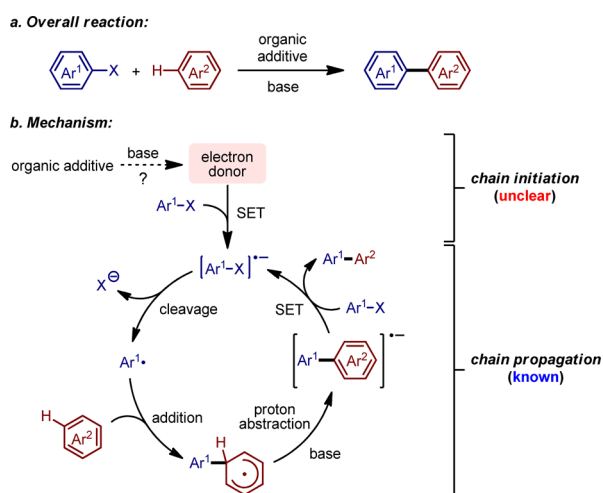 a. Overall reaction:
Ar¹ X + H Ar² organic additive base Ar¹ Ar²
b. Mechanism:
organic additive base ? electron donor
chain initiation
(unclear)
Ar¹–X SET
[Ar¹–X]•−
Ar¹–Ar²
X⊖
cleavage SET Ar¹–X
Ar¹•
[Ar¹ Ar²]•−
chain propagation
(known)
H Ar² addition
proton
abstraction
base
Ar¹ H •